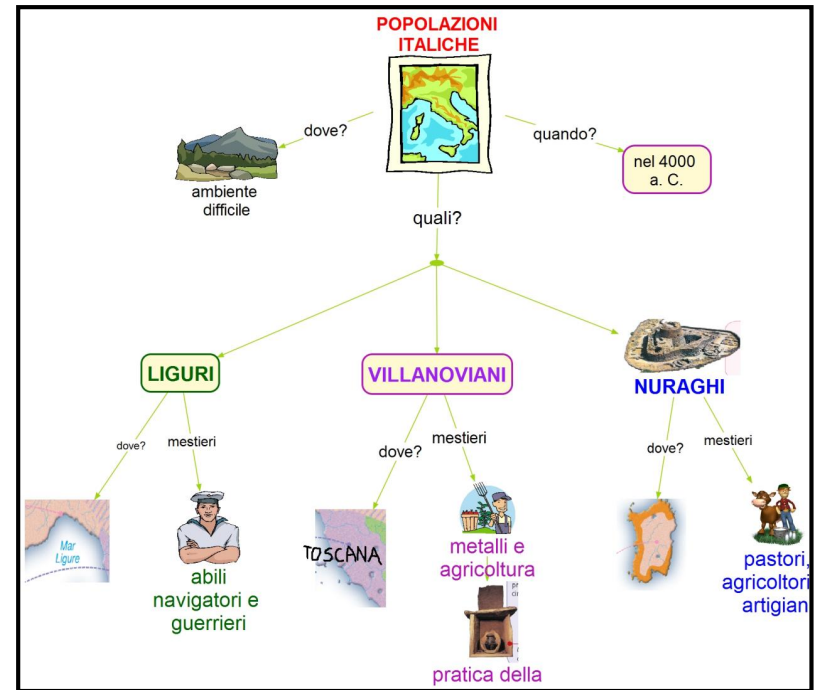 POPOLAZIONI
ITALICHE
dove?
quando?
ambiente
difficile
nel 4000
a. C.
quali?
LIGURI
VILLANOVIANI
NURAGHI
dove?
mestieri
dove?
mestieri
dove?
mestieri
Mar
Ligure
abili
navigatori e
guerrieri
TOSCANA
metalli e
agricoltura
pratica della
pastori,
agricoltori
artigian